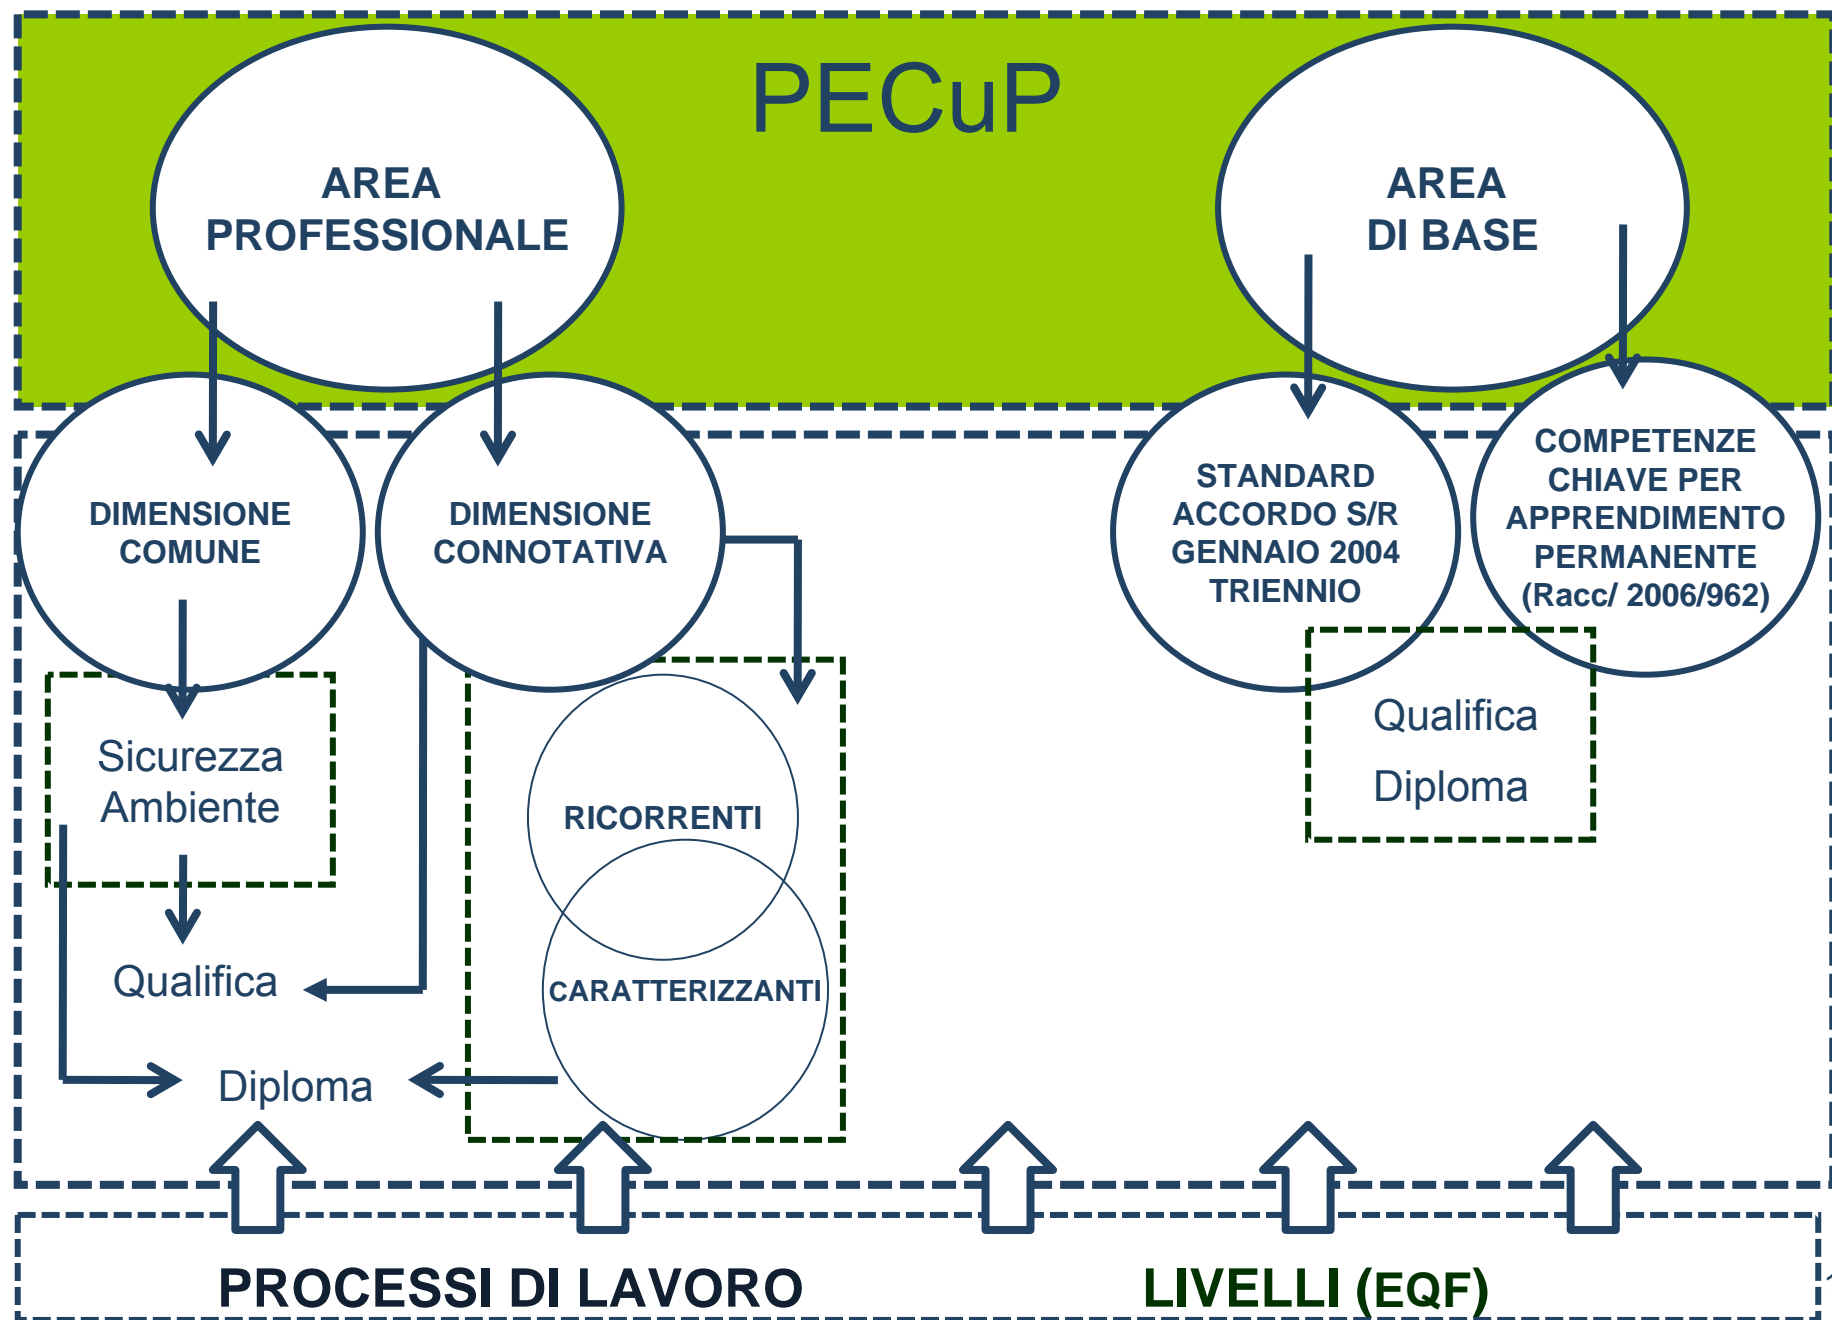 PECuP
AREA
PROFESSIONALE
AREA
DI BASE
DIMENSIONE
COMUNE
DIMENSIONE
CONNOTATIVA
STANDARD
ACCORDO S/R
GENNAIO 2004
TRIENNIO
COMPETENZE
CHIAVE PER
APPRENDIMENTO
PERMANENTE
(Racc/ 2006/962)
Sicurezza
Ambiente
Qualifica
Diploma
RICORRENTI
CARATTERIZZANTI
Qualifica
Diploma
PROCESSI DI LAVORO
LIVELLI (EQF)